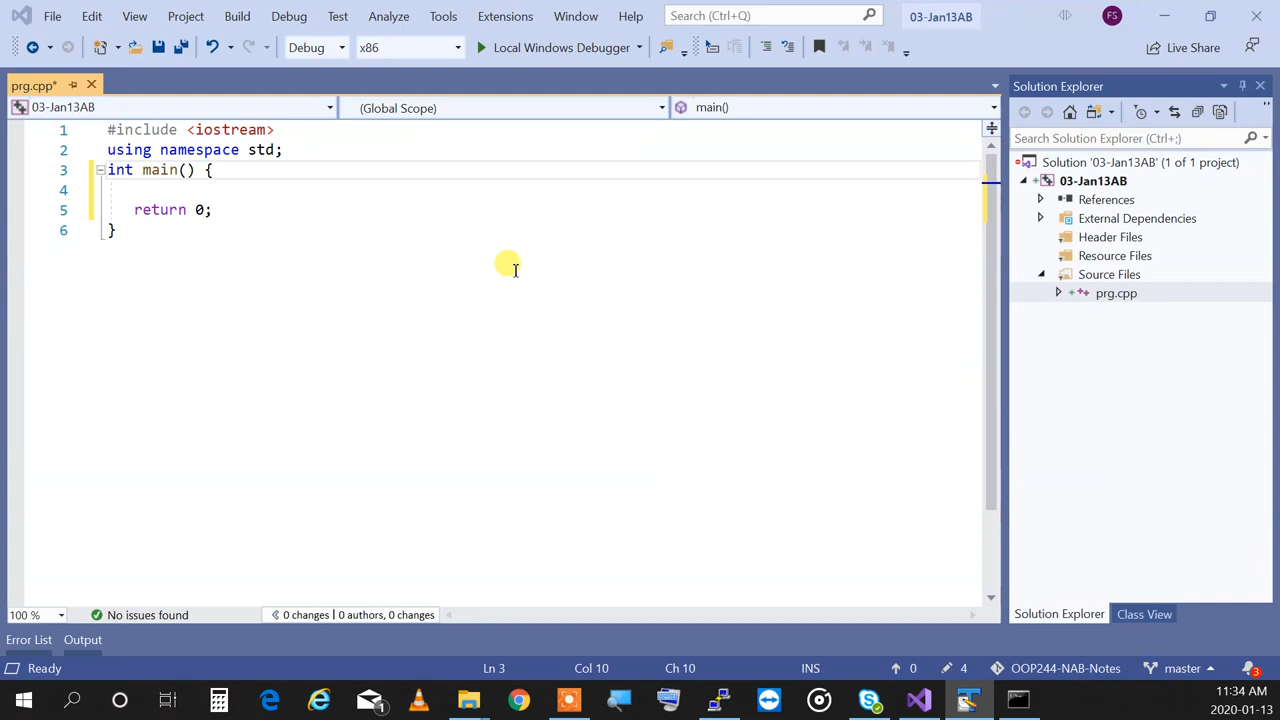 File Edit View Project Build Debug Test Analyze Tools Extensions Window Help Search (Ctrl+Q) 03-Jan13AB FS
Debug x86 Local Windows Debugger Live Share
prg.cpp* Solution Explorer
03-Jan13AB (Global Scope) main()
Search Solution Explorer (Ctrl+;)
1 #include <iostream>
2 using namespace std;
3 int main() {
4
5 return 0;
6 }
Solution '03-Jan13AB' (1 of 1 project)
03-Jan13AB
References
External Dependencies
Header Files
Resource Files
Source Files
prg.cpp
100 % No issues found 0 changes | 0 authors, 0 changes
Solution Explorer Class View
Error List Output
Ready Ln 3 Col 10 Ch 10 INS 0 4 OOP244-NAB-Notes master 3
1
11:34 AM
2020-01-13